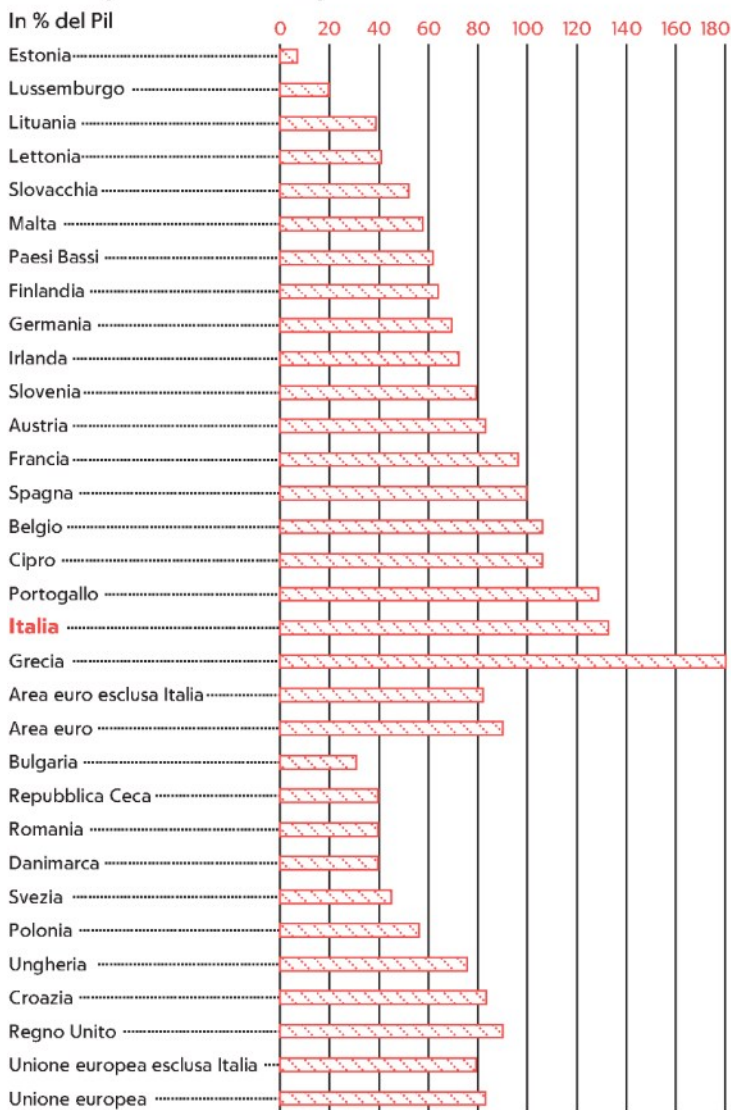 In % del Pil
0 20 40 60 80 100 120 140 160 180
Estonia
Lussemburgo
Lituania
Lettonia
Slovacchia
Malta
Paesi Bassi
Finlandia
Germania
Irlanda
Slovenia
Austria
Francia
Spagna
Belgio
Cipro
Portogallo
Italia
Grecia
Area euro esclusa Italia
Area euro
Bulgaria
Repubblica Ceca
Romania
Danimarca
Svezia
Polonia
Ungheria
Croazia
Regno Unito
Unione europea esclusa Italia
Unione europea